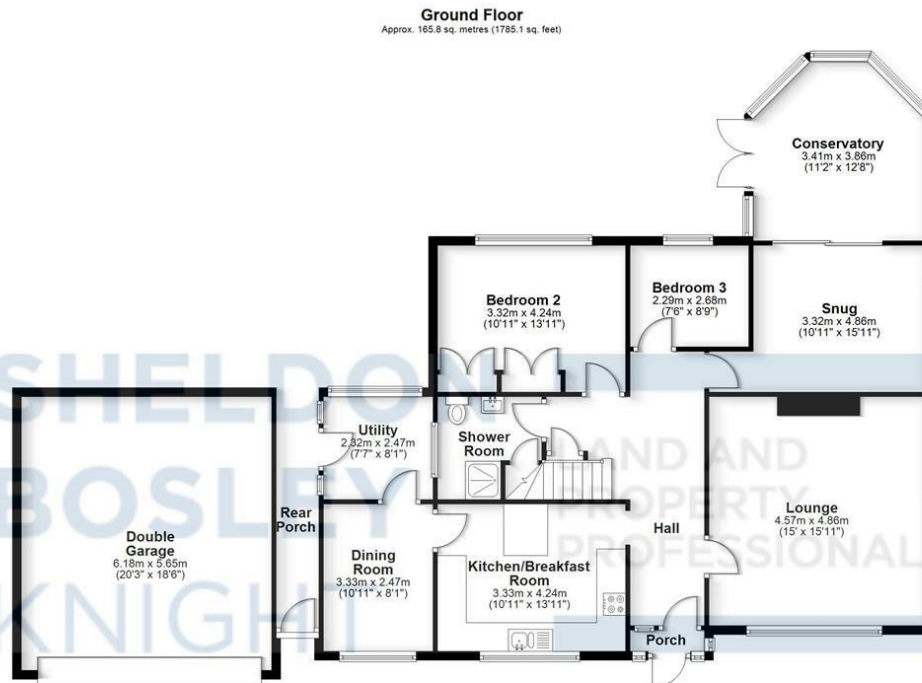 Ground Floor
Approx. 165.8 sq. metres (1785.1 sq. feet)
Conservatory
3.41m x 3.86m
(11'2" x 12'8")
Bedroom 2
3.32m x 4.24m
(10'11" x 13'11")
Bedroom 3
2.29m x 2.68m
(7'6" x 8'9")
Snug
3.32m x 4.86m
(10'11" x 15'11")
SHELDON
BOSLEY
KNIGHT
LAND AND
PROPERTY
PROFESSIONAL
Utility
2.32m x 2.47m
(7'7" x 8'1")
Shower
Room
Lounge
4.57m x 4.86m
(15' x 15'11")
Rear
Porch
Hall
Double
Garage
6.18m x 5.65m
(20'3" x 18'6")
Dining
Room
3.33m x 2.47m
(10'11" x 8'1")
Kitchen/Breakfast
Room
3.33m x 4.24m
(10'11" x 13'11")
Porch